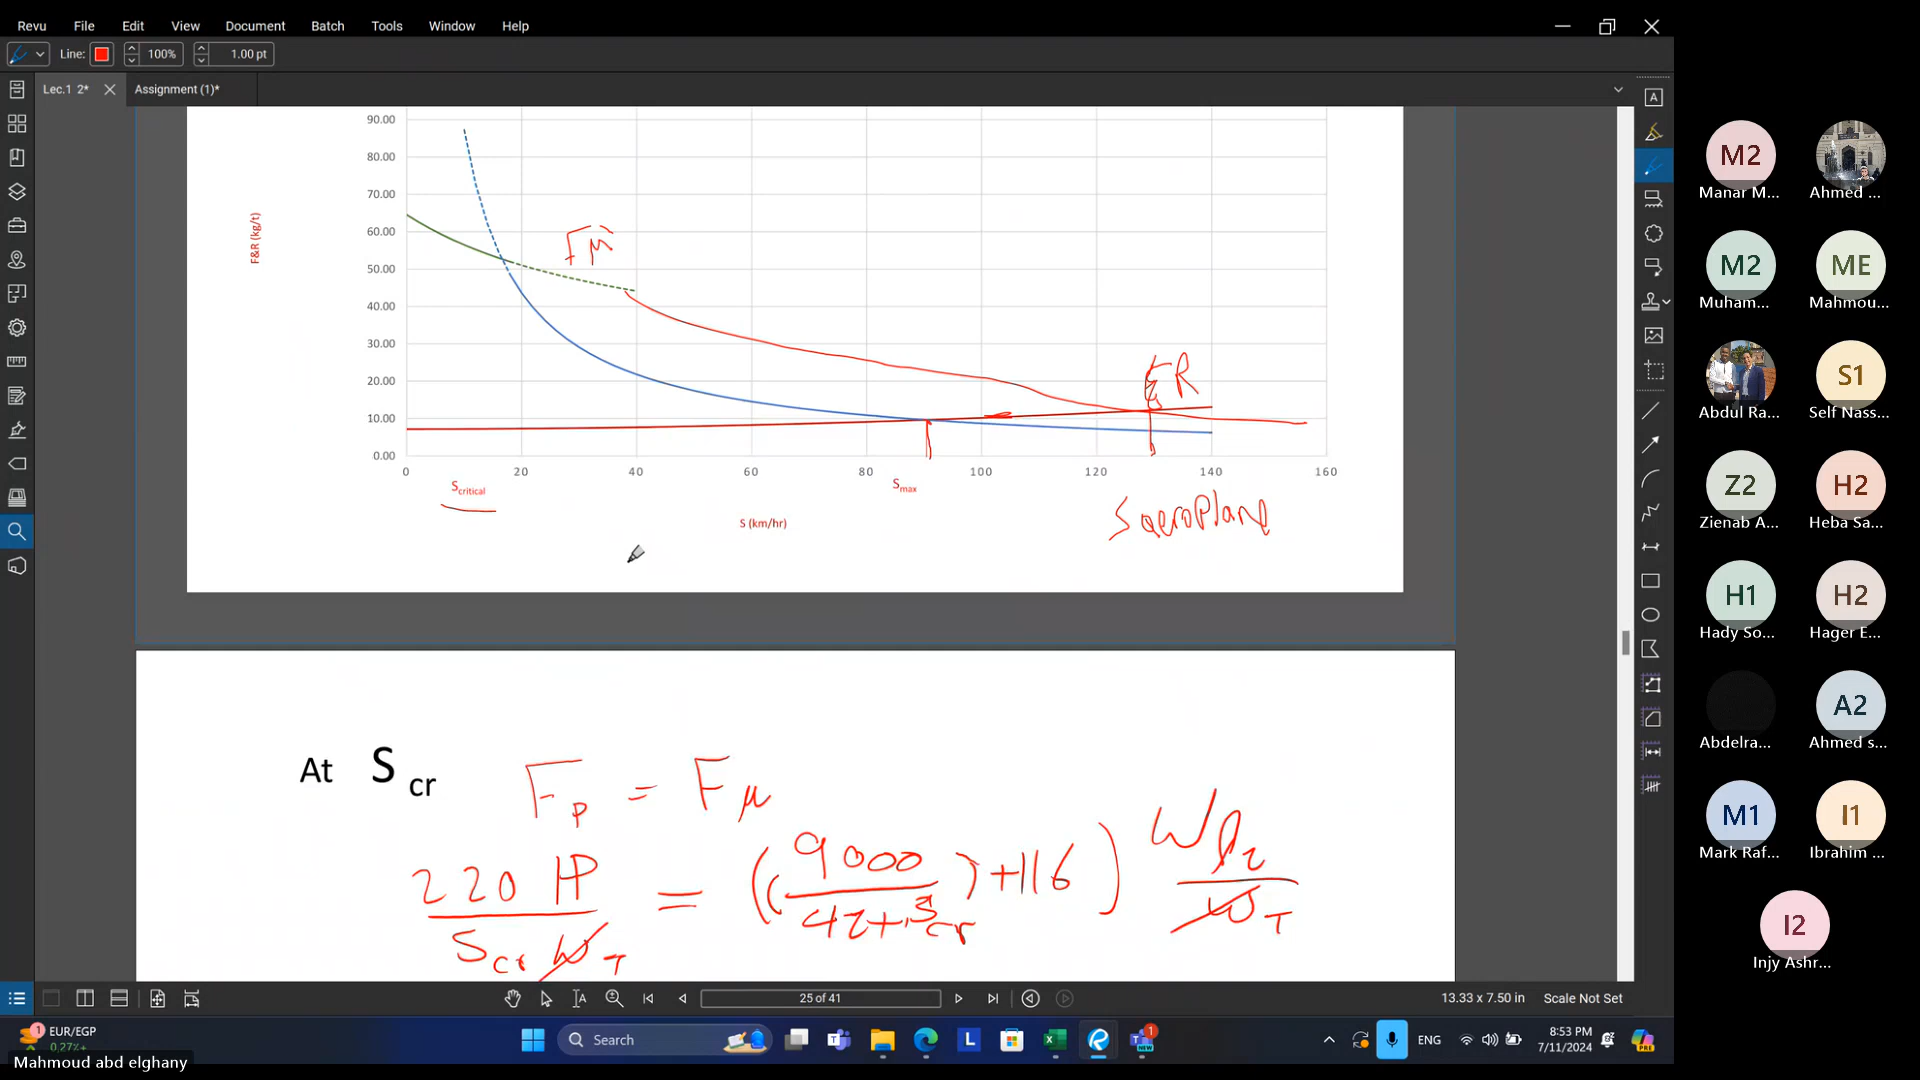 Revu File Edit View Document Batch Tools Window Help
Line: 100% 1.00 pt
Lec.1 2* Assignment (1)*
90.00
80.00
70.00
60.00
50.00
40.00
30.00
20.00
10.00
0.00
F&R (kg/t)
Fμ
R
0 20 40 60 80 100 120 140 160
Scritical Smax
S (km/hr)
S aeroplane
At S cr
Fp = Fμ
220 HP / Scr WT = ((9000 / 42+Scr) + 116) Wl2 / WT
25 of 41
13.33 x 7.50 in Scale Not Set
M2 Manar M...
Ahmed ...
M2 Muham...
ME Mahmou...
Abdul Ra...
S1 Self Nass...
Z2 Zienab A...
H2 Heba Sa...
H1 Hady So...
H2 Hager E...
Abdelra...
A2 Ahmed s...
M1 Mark Raf...
I1 Ibrahim ...
I2 Injy Ashr...
EUR/EGP
0.27%
Search
ENG
8:53 PM
7/11/2024
Mahmoud abd elghany